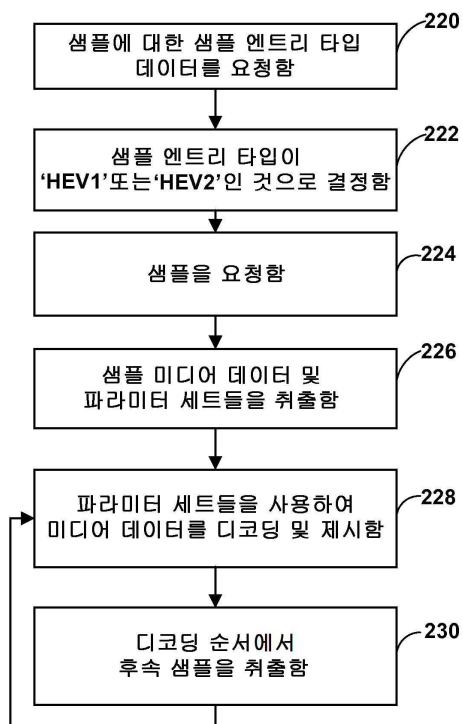 220
샘플에 대한 샘플 엔트리 타입
데이터를 요청함
222
샘플 엔트리 타입이
‘HEV1’또는‘HEV2’인 것으로 결정함
224
샘플을 요청함
226
샘플 미디어 데이터 및
파라미터 세트들을 취출함
228
파라미터 세트들을 사용하여
미디어 데이터를 디코딩 및 제시함
230
디코딩 순서에서
후속 샘플을 취출함